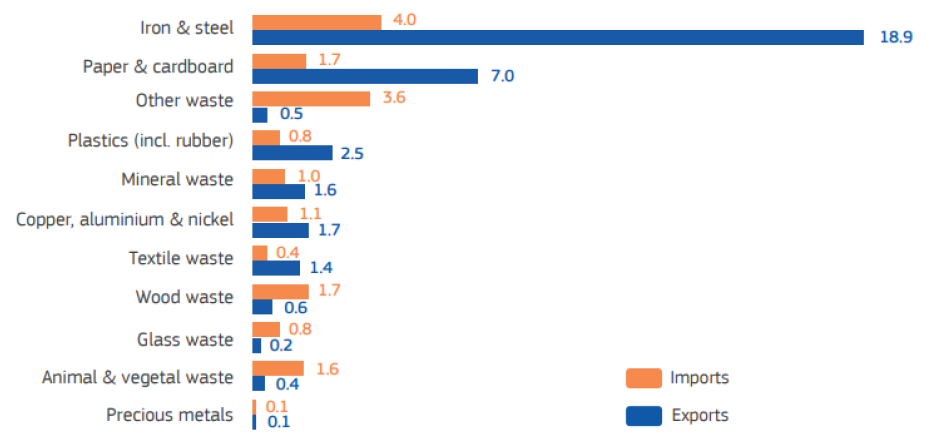 Iron & steel
4.0
18.9
Paper & cardboard
1.7
7.0
Other waste
3.6
0.5
Plastics (incl. rubber)
0.8
2.5
Mineral waste
1.0
1.6
Copper, aluminium & nickel
1.1
1.7
Textile waste
0.4
1.4
Wood waste
1.7
0.6
Glass waste
0.8
0.2
Animal & vegetal waste
1.6
0.4
Precious metals
0.1
0.1
Imports
Exports